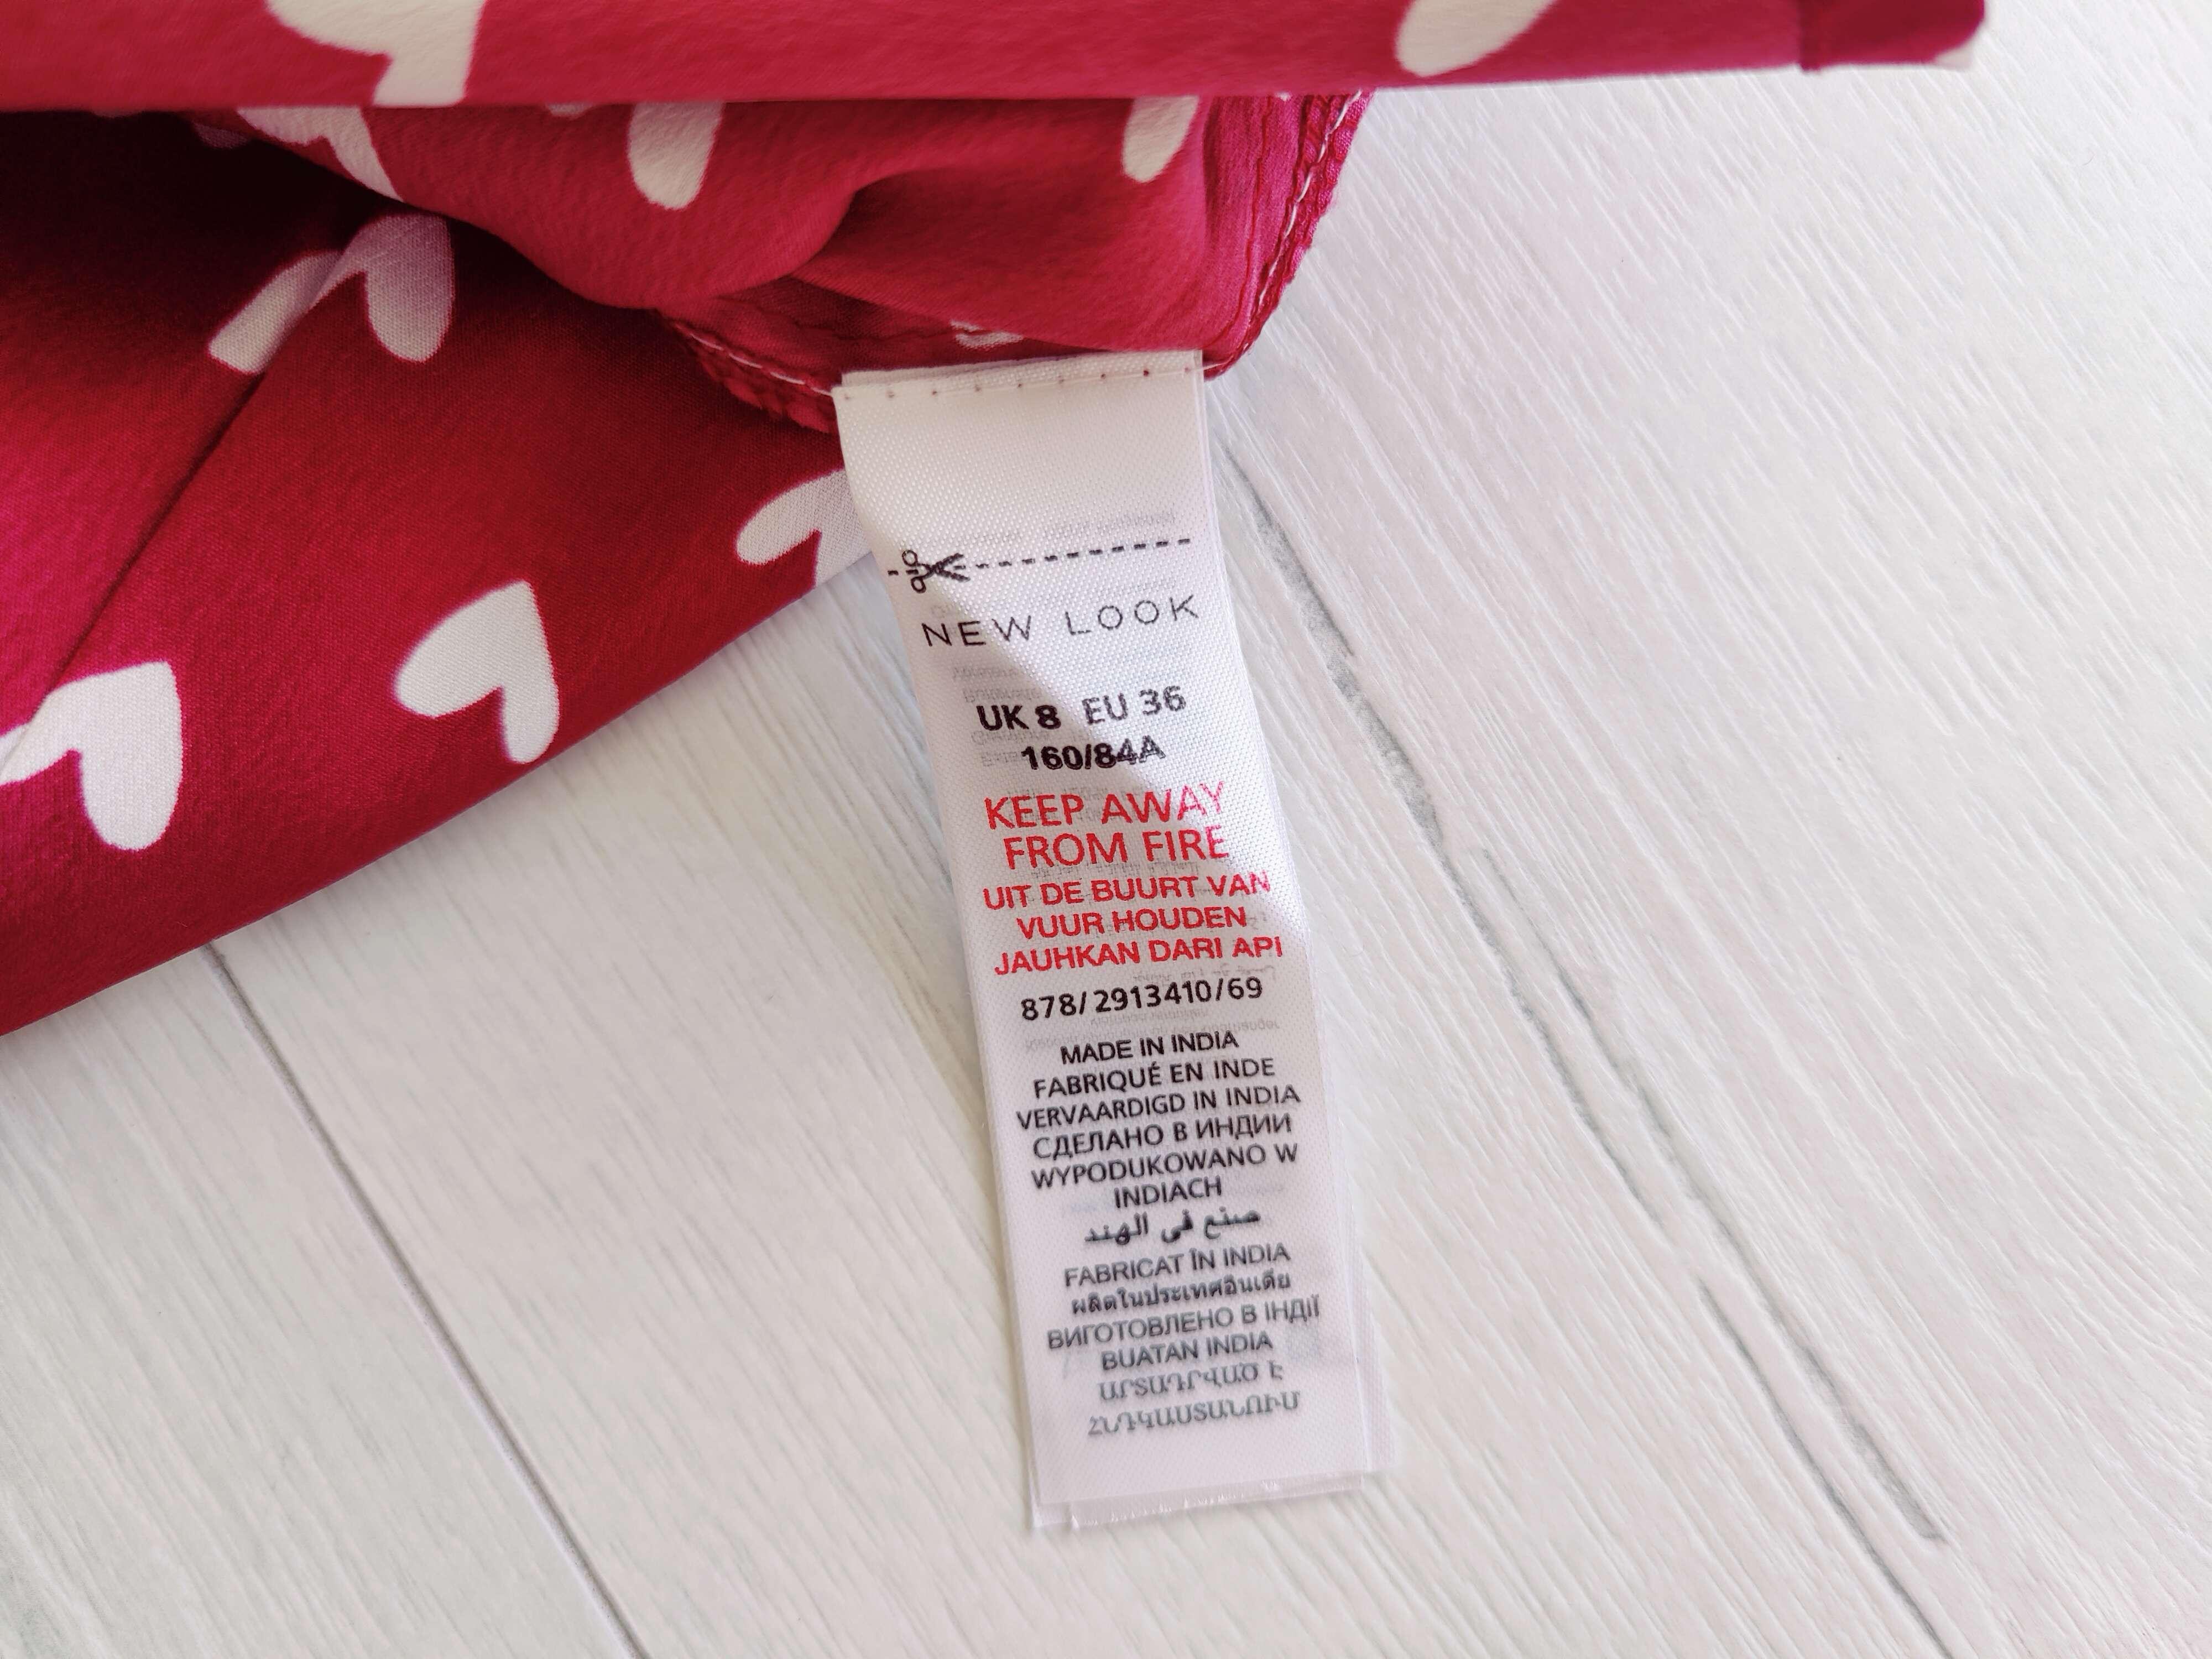 NEW LOOK
UK 8 EU 36
160/84A
KEEP AWAY
FROM FIRE
UIT DE BUURT VAN
VUUR HOUDEN
JAUHKAN DARI API
878/2913410/69
MADE IN INDIA
FABRIQUÉ EN INDE
VERVAARDIGD IN INDIA
СДЕЛАНО В ИНДИИ
WYPODUKOWANO W
INDIACH
صنع في الهند
FABRICAT ÎN INDIA
ผลิตในประเทศอินเดีย
ВИГОТОВЛЕНО В ІНДІЇ
BUATAN INDIA
ԱՐՏԱԴՐՎԱԾ Է
ՀՆԴԿԱՍՏԱՆՈՒՄ